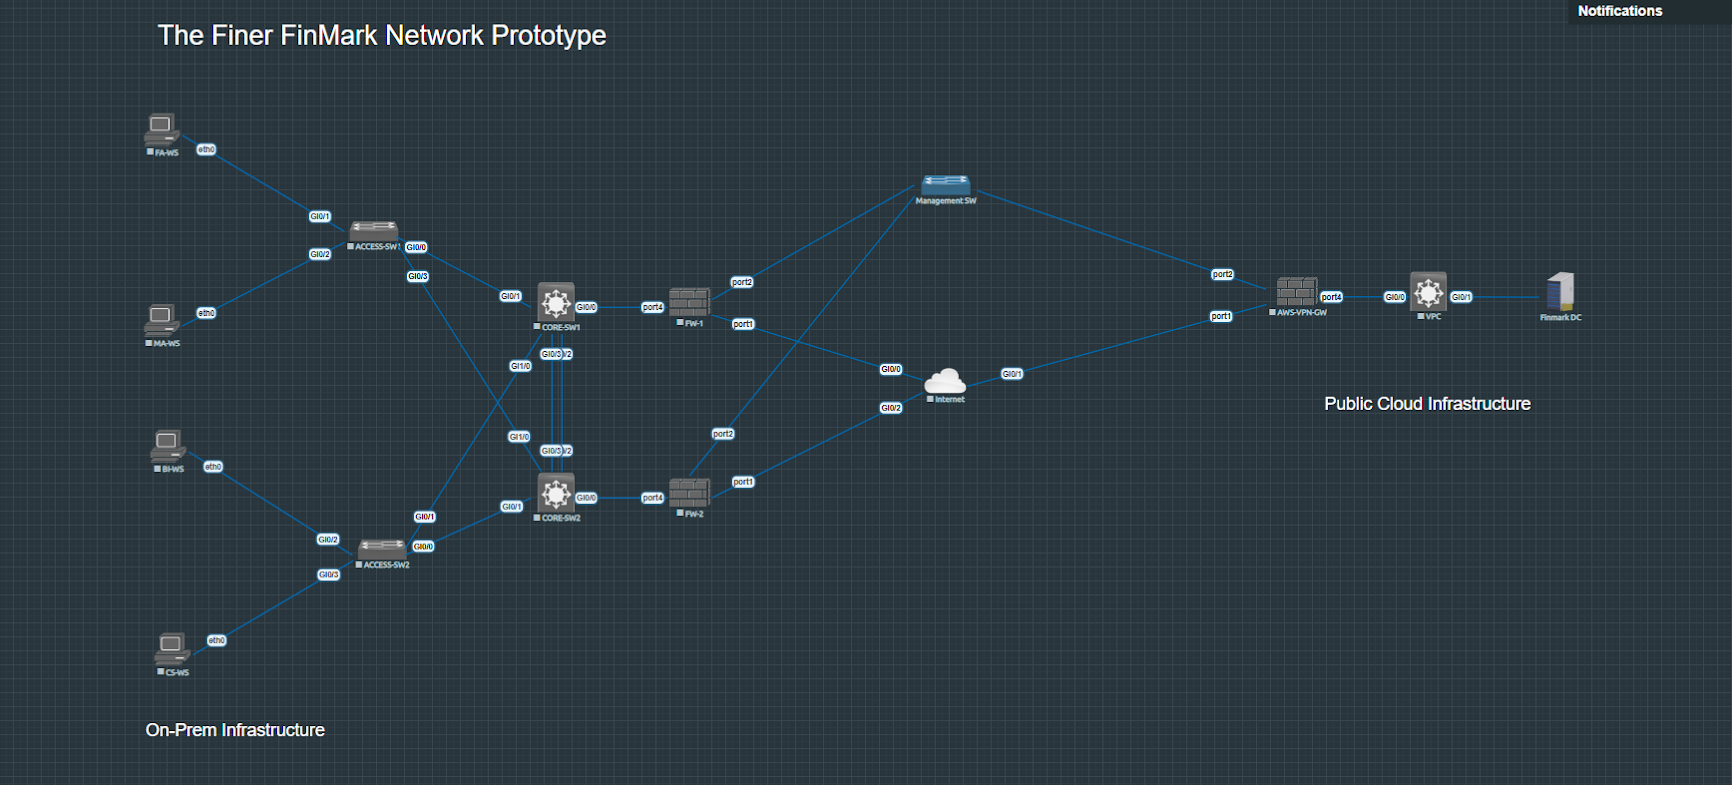 Notifications
The Finer FinMark Network Prototype
FA-WS
eth0
Management SW
GI0/1
ACCESS-SW1
GI0/0
GI0/2
GI0/3
port2
port2
GI0/1
CORE-SW1
GI0/0
port4
FW-1
port1
AWS-VPN-GW
port4
GI0/0
VPC
GI0/1
Finmark DC
port1
eth0
MA-WS
GI0/3
/2
GI1/0
GI0/0
GI0/1
Internet
GI0/2
Public Cloud Infrastructure
GI1/0
port2
GI0/3
/2
BI-WS
eth0
port1
GI0/1
CORE-SW2
GI0/0
port4
FW-2
GI0/1
GI0/2
GI0/0
ACCESS-SW2
GI0/3
eth0
CS-WS
On-Prem Infrastructure